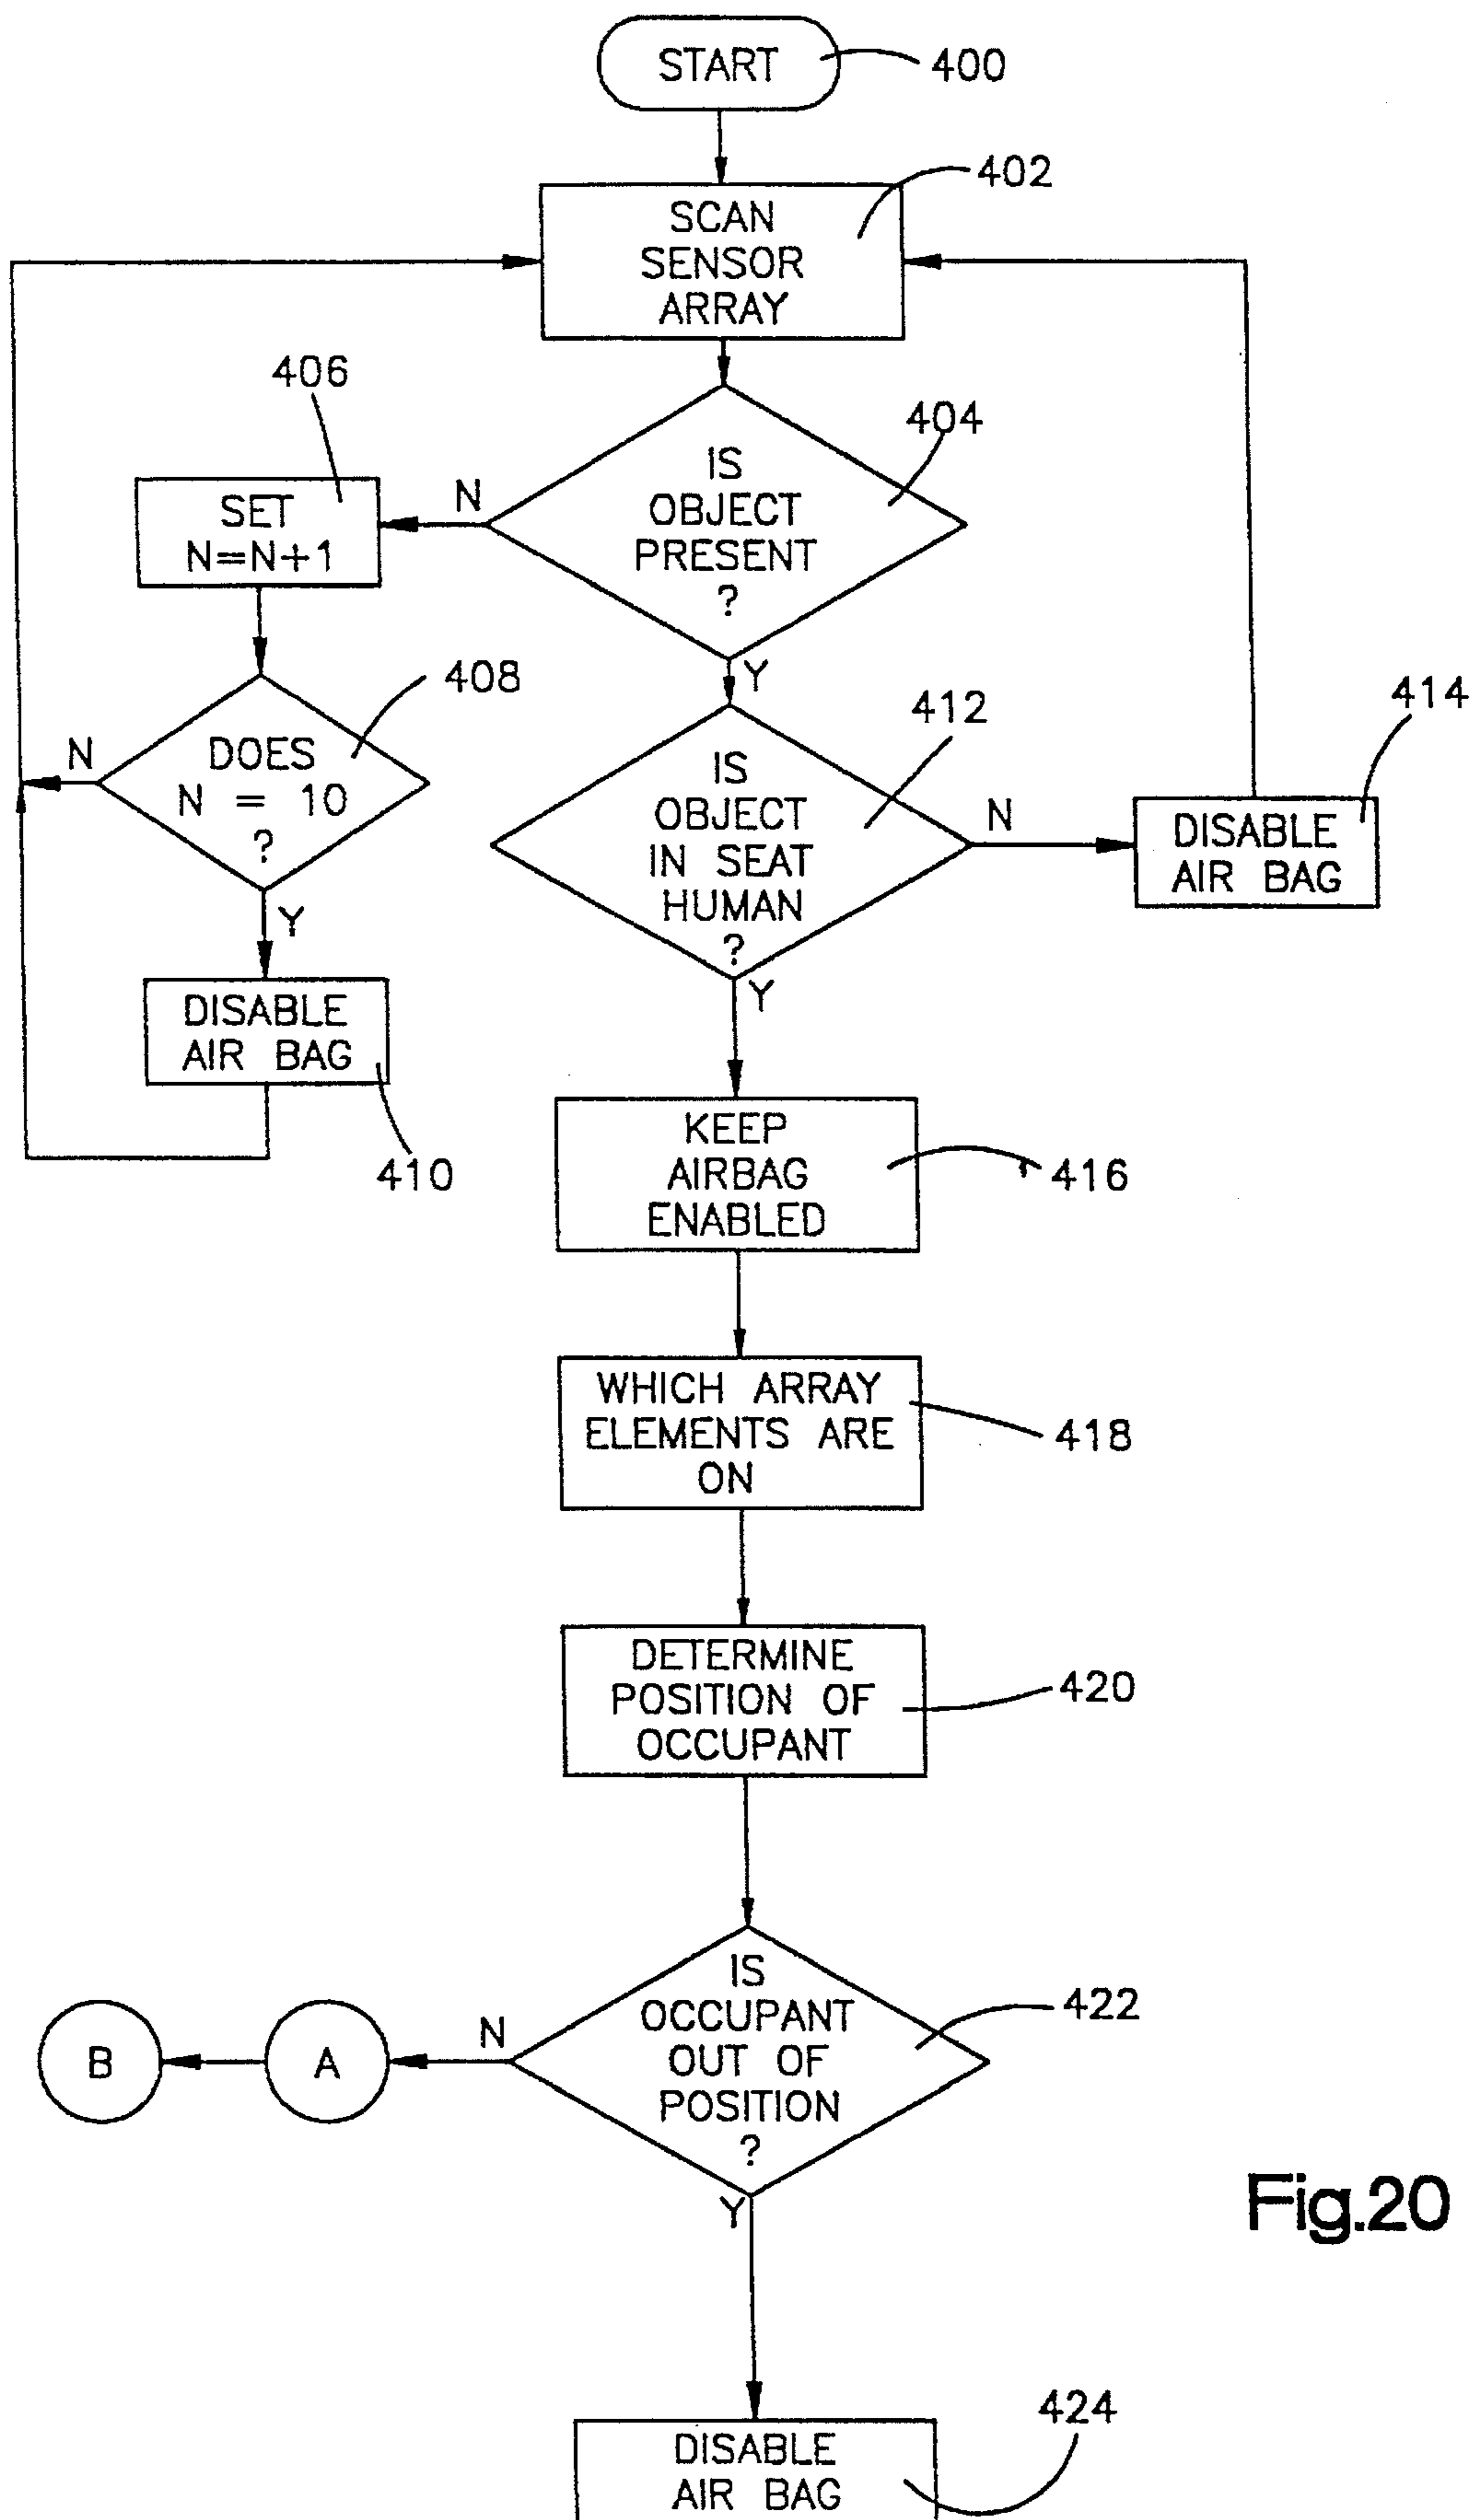 START
400
402
SCAN
SENSOR
ARRAY
406
404
IS
OBJECT
PRESENT
?
N
SET
N=N+1
Y
408
412
414
N
DOES
N = 10
?
IS
OBJECT
IN SEAT
HUMAN
?
N
DISABLE
AIR BAG
Y
Y
DISABLE
AIR BAG
410
KEEP
AIRBAG
ENABLED
416
WHICH ARRAY
ELEMENTS ARE
ON
418
DETERMINE
POSITION OF
OCCUPANT
420
IS
OCCUPANT
OUT OF
POSITION
?
422
N
B
A
Y
Fig.20
424
DISABLE
AIR BAG